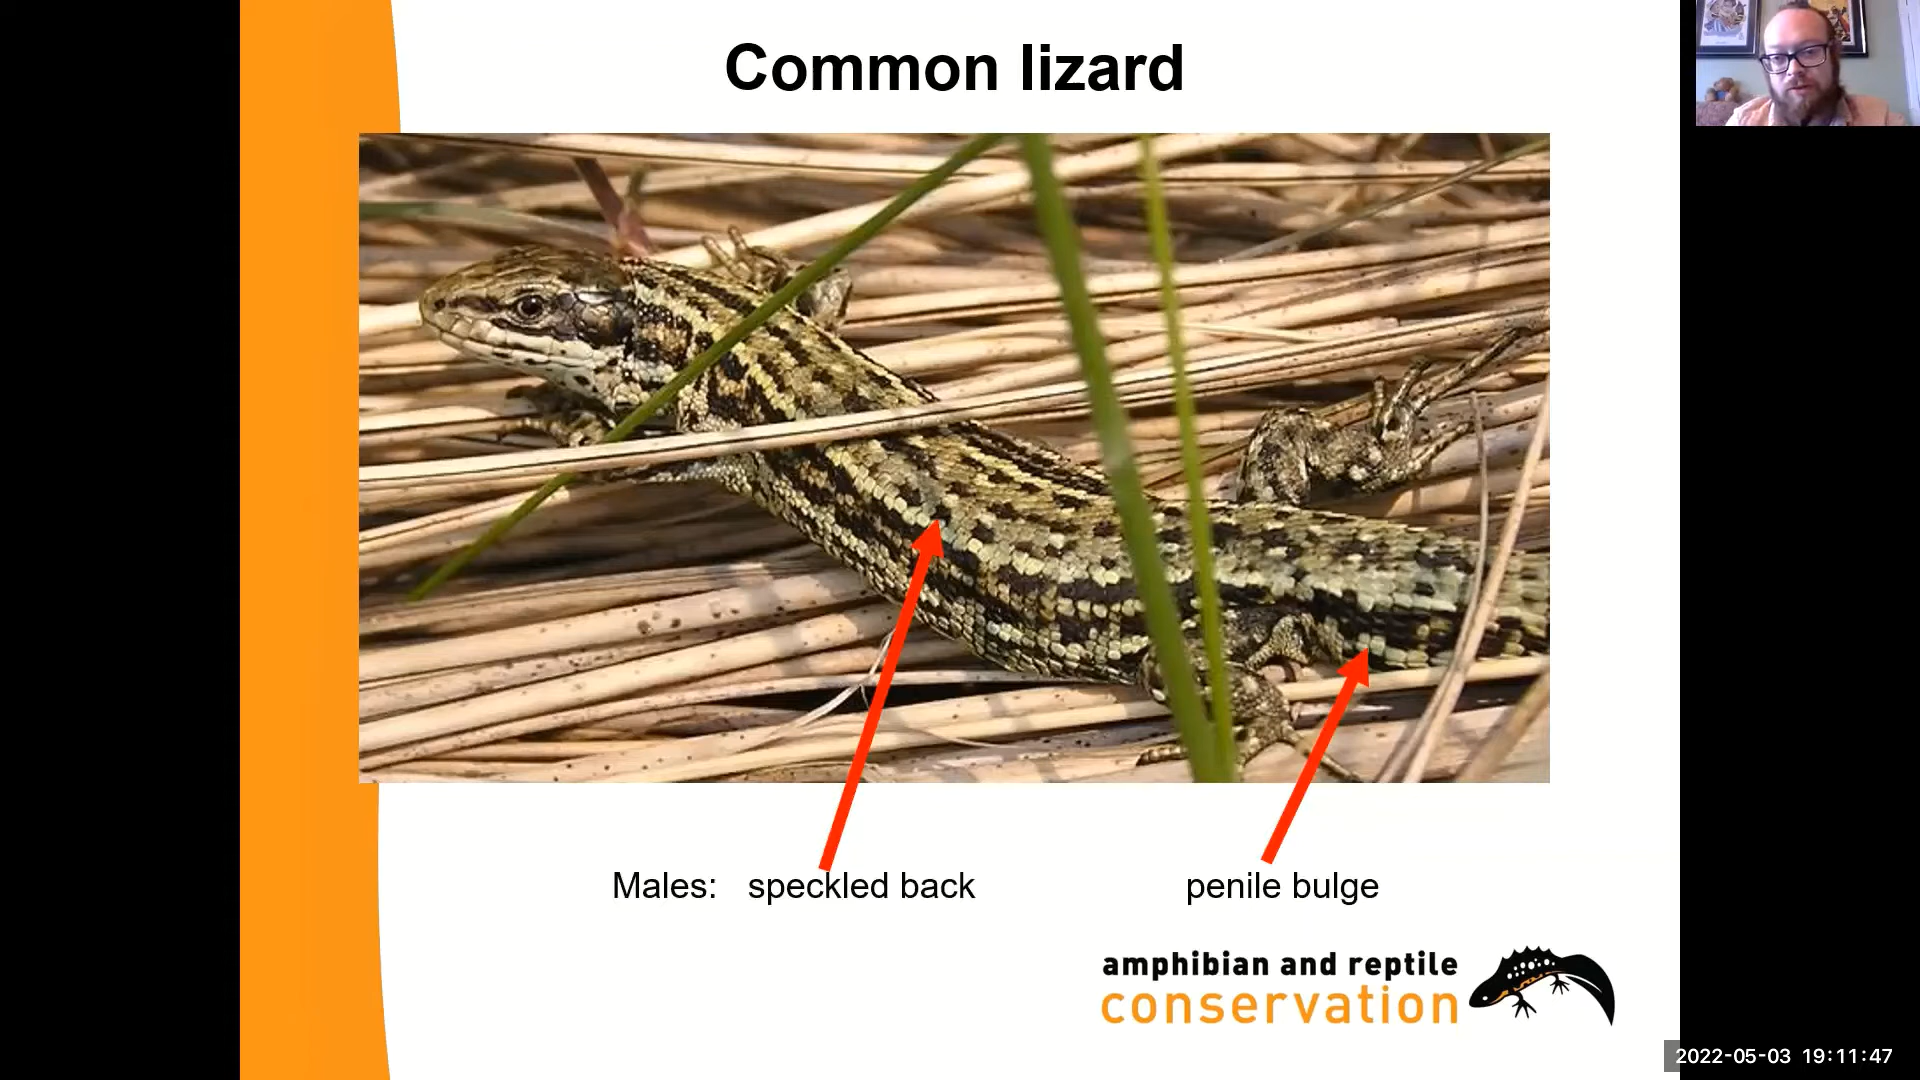 Common lizard
Males: speckled back
penile bulge
amphibian and reptile
conservation
2022-05-03 19:11:47